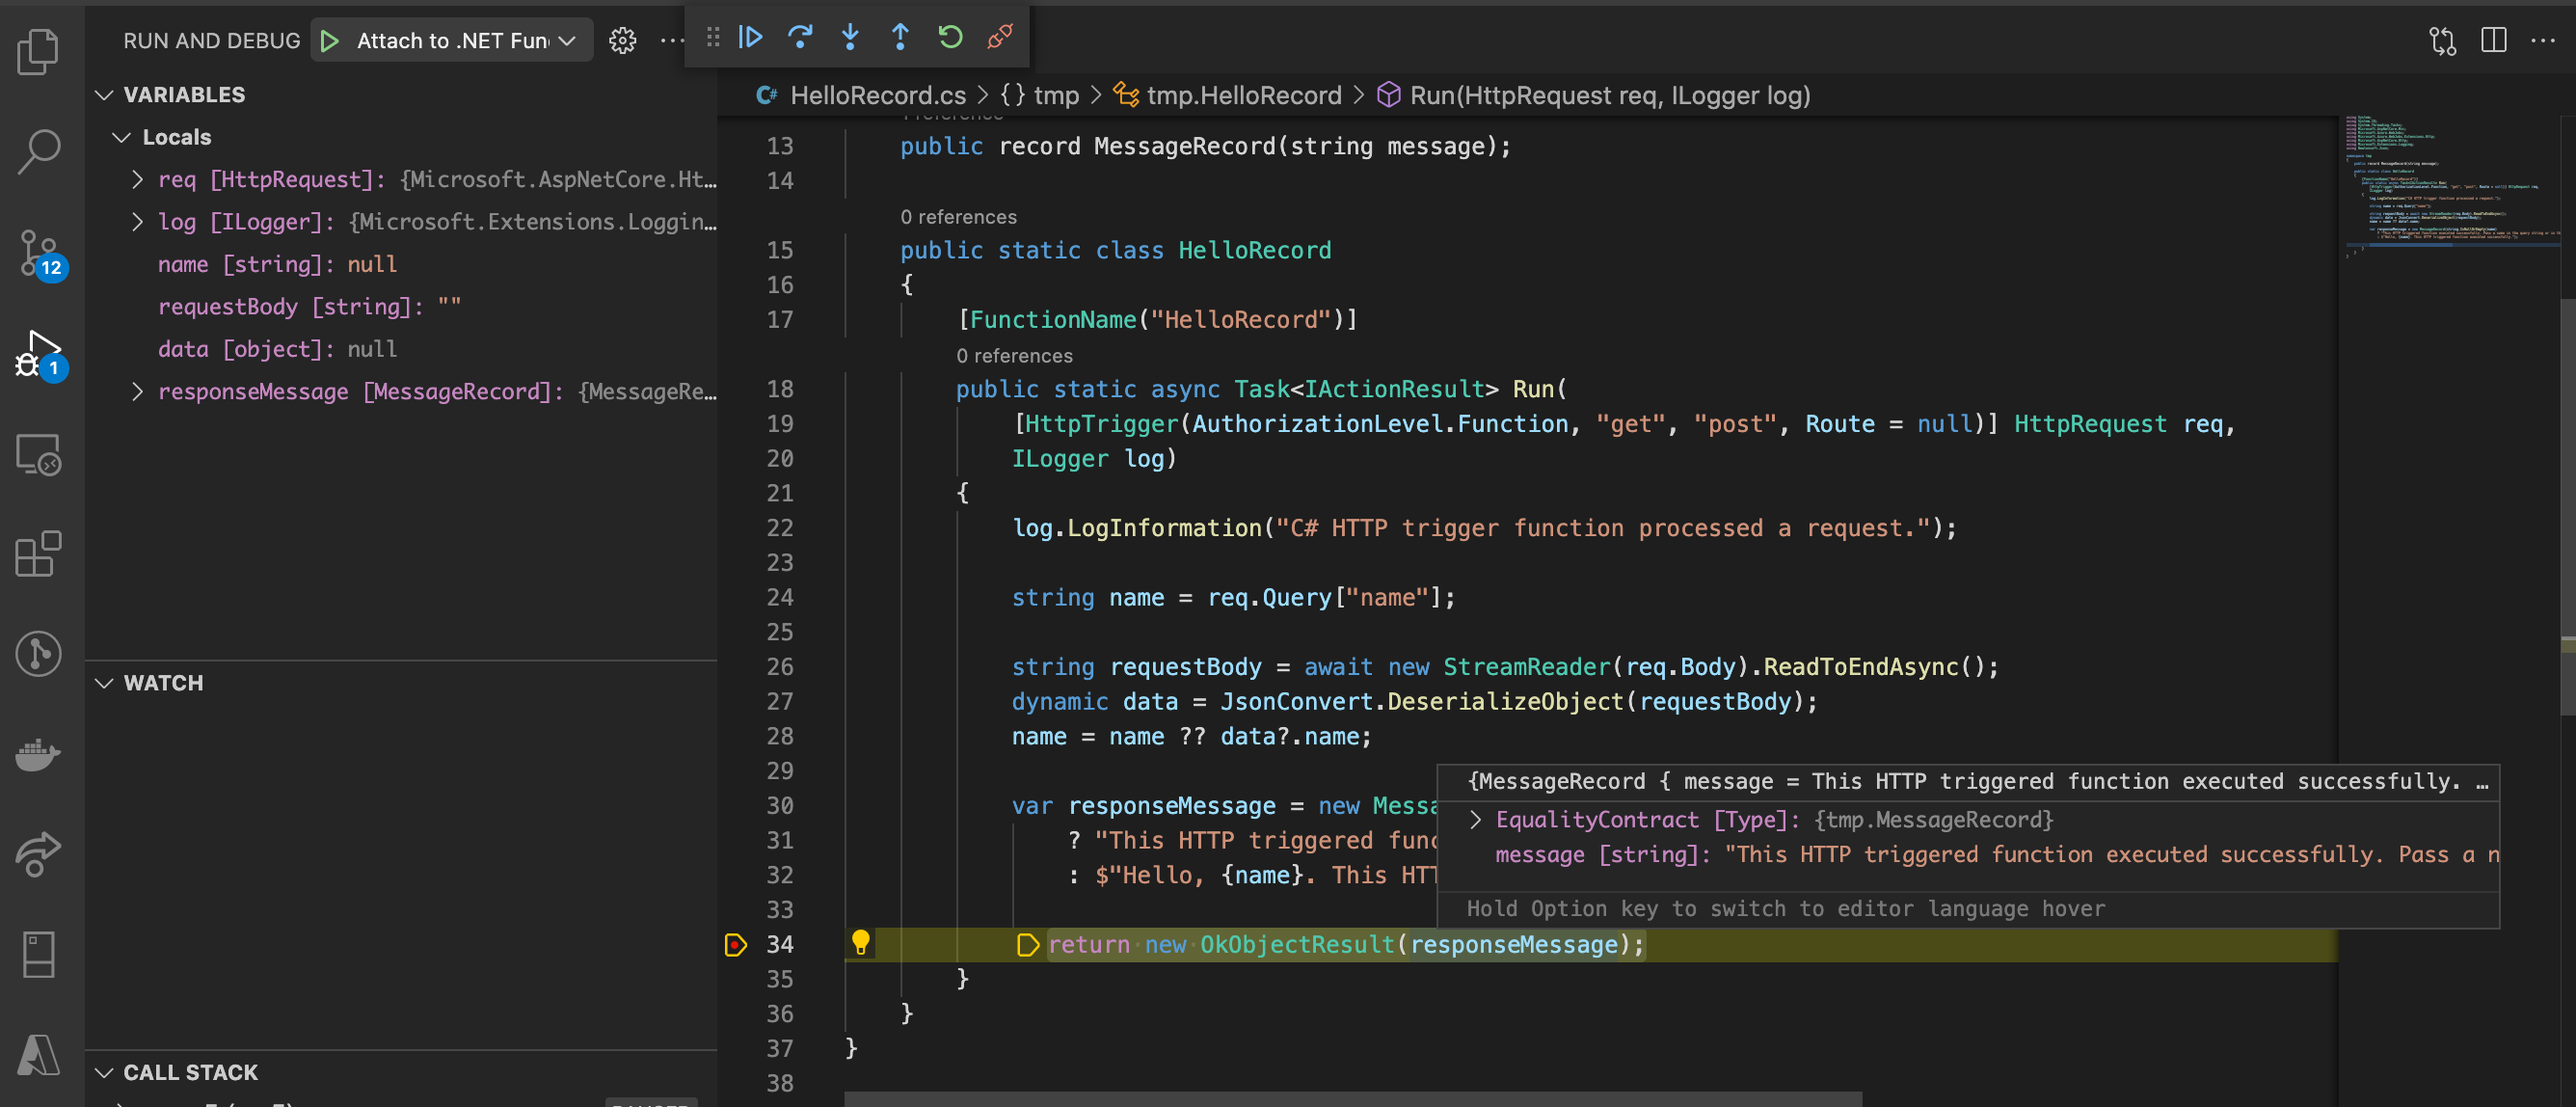 RUN AND DEBUG
Attach to .NET Fun
VARIABLES
Locals
req [HttpRequest]: {Microsoft.AspNetCore.Ht…
log [ILogger]: {Microsoft.Extensions.Loggin…
name [string]: null
requestBody [string]: ""
data [object]: null
responseMessage [MessageRecord]: {MessageRe…
12
1
WATCH
CALL STACK
C# HelloRecord.cs > {} tmp > tmp.HelloRecord > Run(HttpRequest req, ILogger log)
13 public record MessageRecord(string message);
14
0 references
15 public static class HelloRecord
16 {
17 [FunctionName("HelloRecord")]
0 references
18 public static async Task<IActionResult> Run(
19 [HttpTrigger(AuthorizationLevel.Function, "get", "post", Route = null)] HttpRequest req,
20 ILogger log)
21 {
22 log.LogInformation("C# HTTP trigger function processed a request.");
23
24 string name = req.Query["name"];
25
26 string requestBody = await new StreamReader(req.Body).ReadToEndAsync();
27 dynamic data = JsonConvert.DeserializeObject(requestBody);
28 name = name ?? data?.name;
29
30 var responseMessage = new Messa
31 ? "This HTTP triggered func
32 : $"Hello, {name}. This HTT
33
34 return new OkObjectResult(responseMessage);
35 }
36 }
37 }
38
{MessageRecord { message = This HTTP triggered function executed successfully. …
EqualityContract [Type]: {tmp.MessageRecord}
message [string]: "This HTTP triggered function executed successfully. Pass a n
Hold Option key to switch to editor language hover